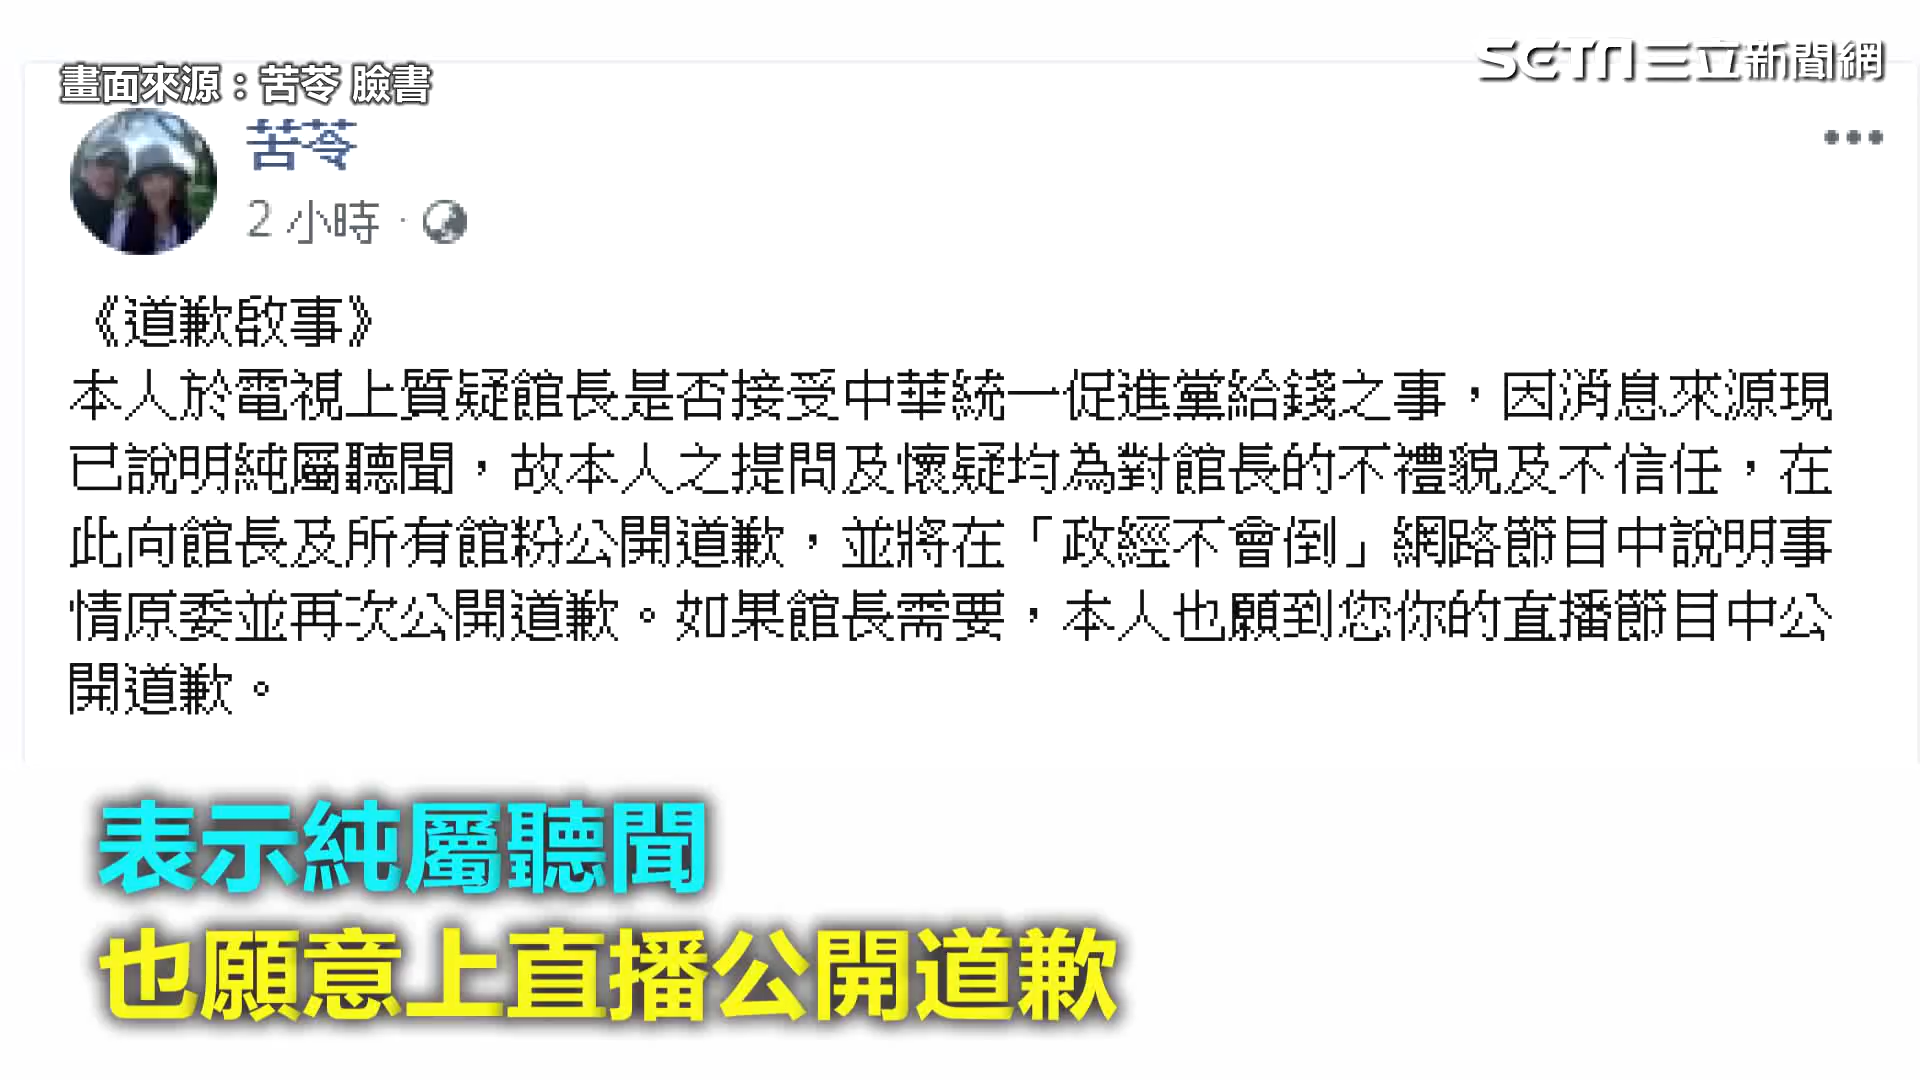 SETN三立新聞網
畫面來源：苦苓 臉書
苦苓
2 小時 ·
《道歉啟事》
本人於電視上質疑館長是否接受中華統一促進黨給錢之事，因消息來源現
已說明純屬聽聞，故本人之提問及懷疑均為對館長的不禮貌及不信任，在
此向館長及所有館粉公開道歉，並將在「政經不會倒」網路節目中說明事
情原委並再次公開道歉。如果館長需要，本人也願到您你的直播節目中公
開道歉。
表示純屬聽聞
也願意上直播公開道歉